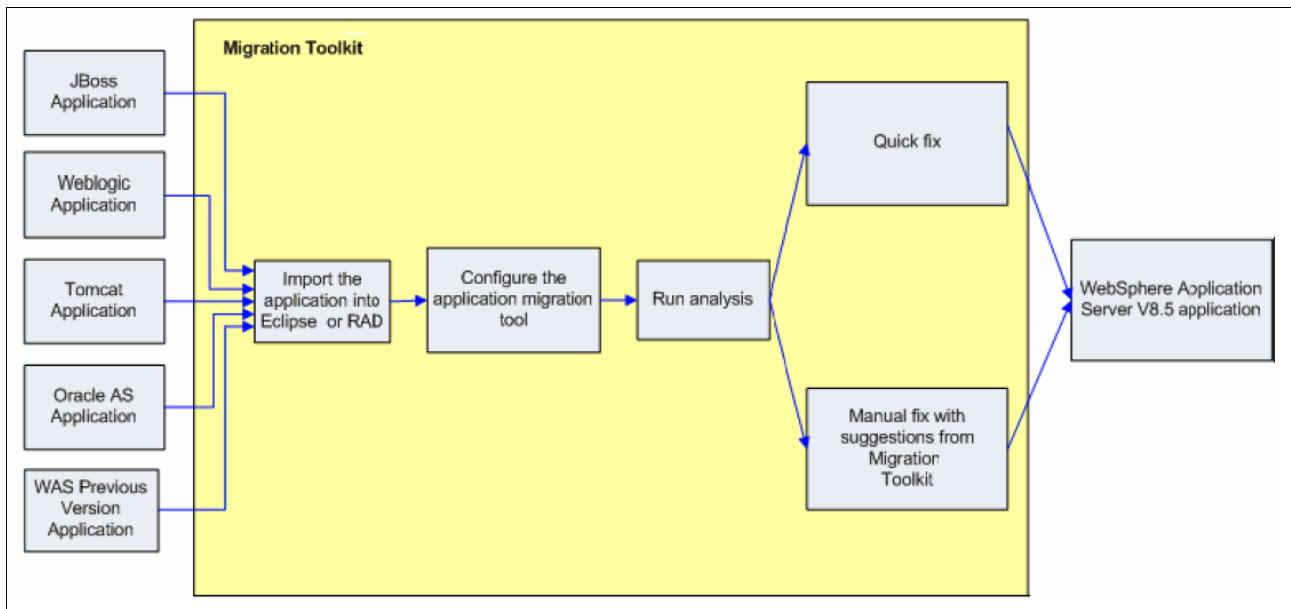 Migration Toolkit
JBoss
Application
Weblogic
Application
Tomcat
Application
Oracle AS
Application
WAS Previous
Version
Application
Import the
application into
Eclipse or RAD
Configure the
application migration
tool
Run analysis
Quick fix
Manual fix with
suggestions from
Migration
Toolkit
WebSphere Application
Server V8.5 application